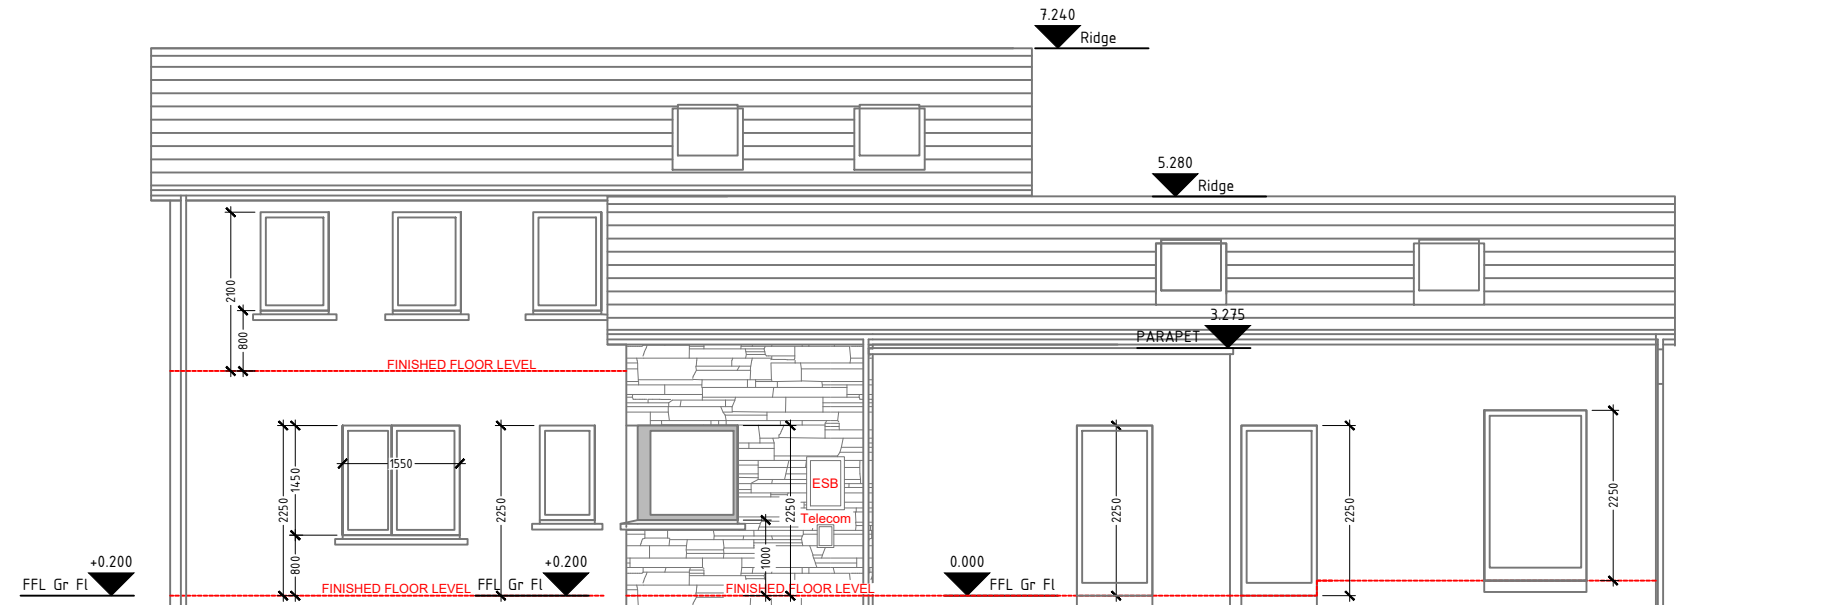 7.240
Ridge
5.280
Ridge
2100
800
3.275
PARAPET
FINISHED FLOOR LEVEL
1550
1450
2250
800
2250
ESB
Telecom
2250
1000
2250
2250
2250
+0.200
FFL Gr Fl
FINISHED FLOOR LEVEL
+0.200
FFL Gr Fl
FINISHED FLOOR LEVEL
0.000
FFL Gr Fl